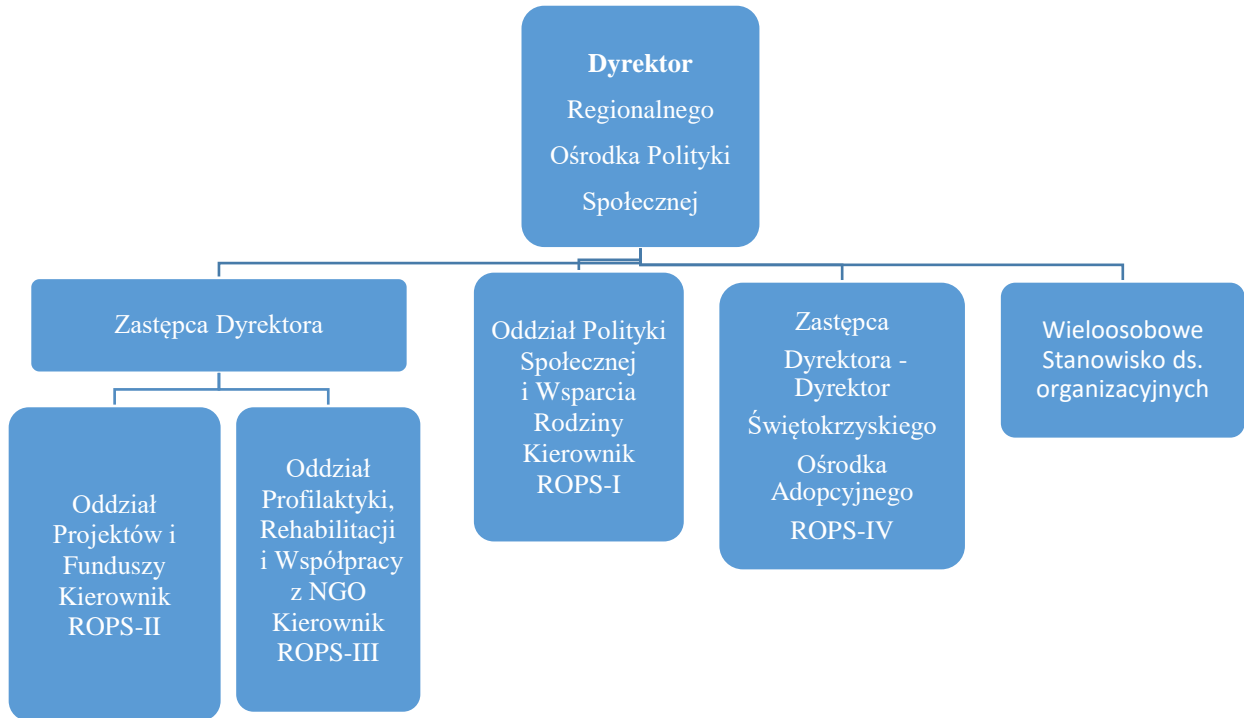 Dyrektor
Regionalnego
Ośrodka Polityki
Społecznej
Zastępca Dyrektora
Oddział Polityki
Społecznej
i Wsparcia
Rodziny
Kierownik
ROPS-I
Zastępca
Dyrektora -
Dyrektor
Świętokrzyskiego
Ośrodka
Adopcyjnego
ROPS-IV
Wieloosobowe
Stanowisko ds.
organizacyjnych
Oddział
Projektów i
Funduszy
Kierownik
ROPS-II
Oddział
Profilaktyki,
Rehabilitacji
i Współpracy
z NGO
Kierownik
ROPS-III